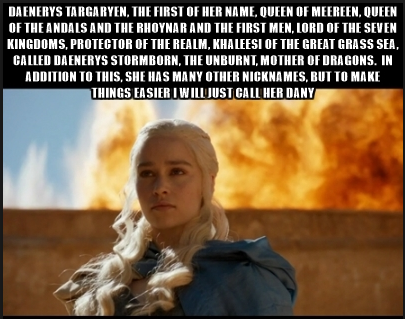 DAENERYS TARGARYEN, THE FIRST OF HER NAME, QUEEN OF MEEREEN, QUEEN
OF THE ANDALS AND THE RHOYNAR AND THE FIRST MEN, LORD OF THE SEVEN
KINGDOMS, PROTECTOR OF THE REALM, KHALEESI OF THE GREAT GRASS SEA,
CALLED DAENERYS STORMBORN, THE UNBURNT, MOTHER OF DRAGONS. IN
ADDITION TO THIS, SHE HAS MANY OTHER NICKNAMES, BUT TO MAKE
THINGS EASIER I WILL JUST CALL HER DANY